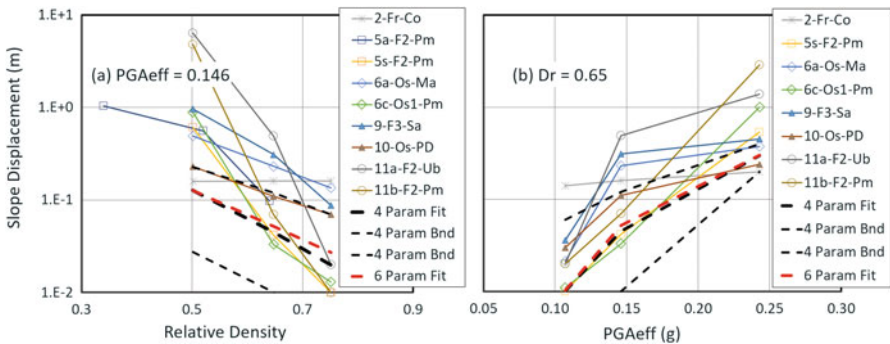 1.E+1
1.E+0
1.E-1
1.E-2
Slope Displacement (m)
(a) PGAeff = 0.146
0.3
0.5
0.7
0.9
Relative Density
2-Fr-Co
5a-F2-Pm
5s-F2-Pm
6a-Os-Ma
6c-Os1-Pm
9-F3-Sa
10-Os-PD
11a-F2-Ub
11b-F2-Pm
4 Param Fit
4 Param Bnd
4 Param Bnd
6 Param Fit
(b) Dr = 0.65
0.05
0.10
0.15
0.20
0.25
0.30
PGAeff (g)
2-Fr-Co
5s-F2-Pm
6a-Os-Ma
6c-Os1-Pm
9-F3-Sa
10-Os-PD
11a-F2-Ub
11b-F2-Pm
4 Param Fit
4 Param Bnd
4 Param Bnd
6 Param Fit